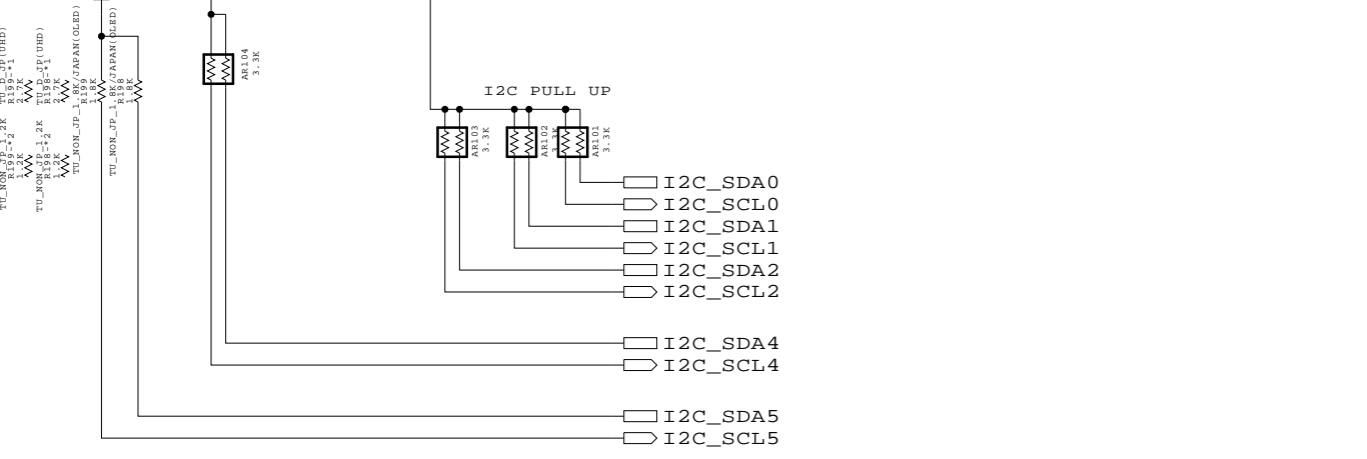 TU_D_JP(UHD)
R199-*1
2.7K
TU_D_JP(UHD)
R198-*1
2.7K
TU_NON_JP_1.8K/JAPAN(OLED)
R199
1.8K
TU_NON_JP_1.8K/JAPAN(OLED)
R198
1.8K
TU_NON_JP_1.2K
R199-*2
1.2K
TU_NON_JP_1.2K
R198-*2
1.2K
AR104
3.3K
I2C PULL UP
AR103
3.3K
AR102
3.3K
AR101
3.3K
I2C_SDA0
I2C_SCL0
I2C_SDA1
I2C_SCL1
I2C_SDA2
I2C_SCL2
I2C_SDA4
I2C_SCL4
I2C_SDA5
I2C_SCL5